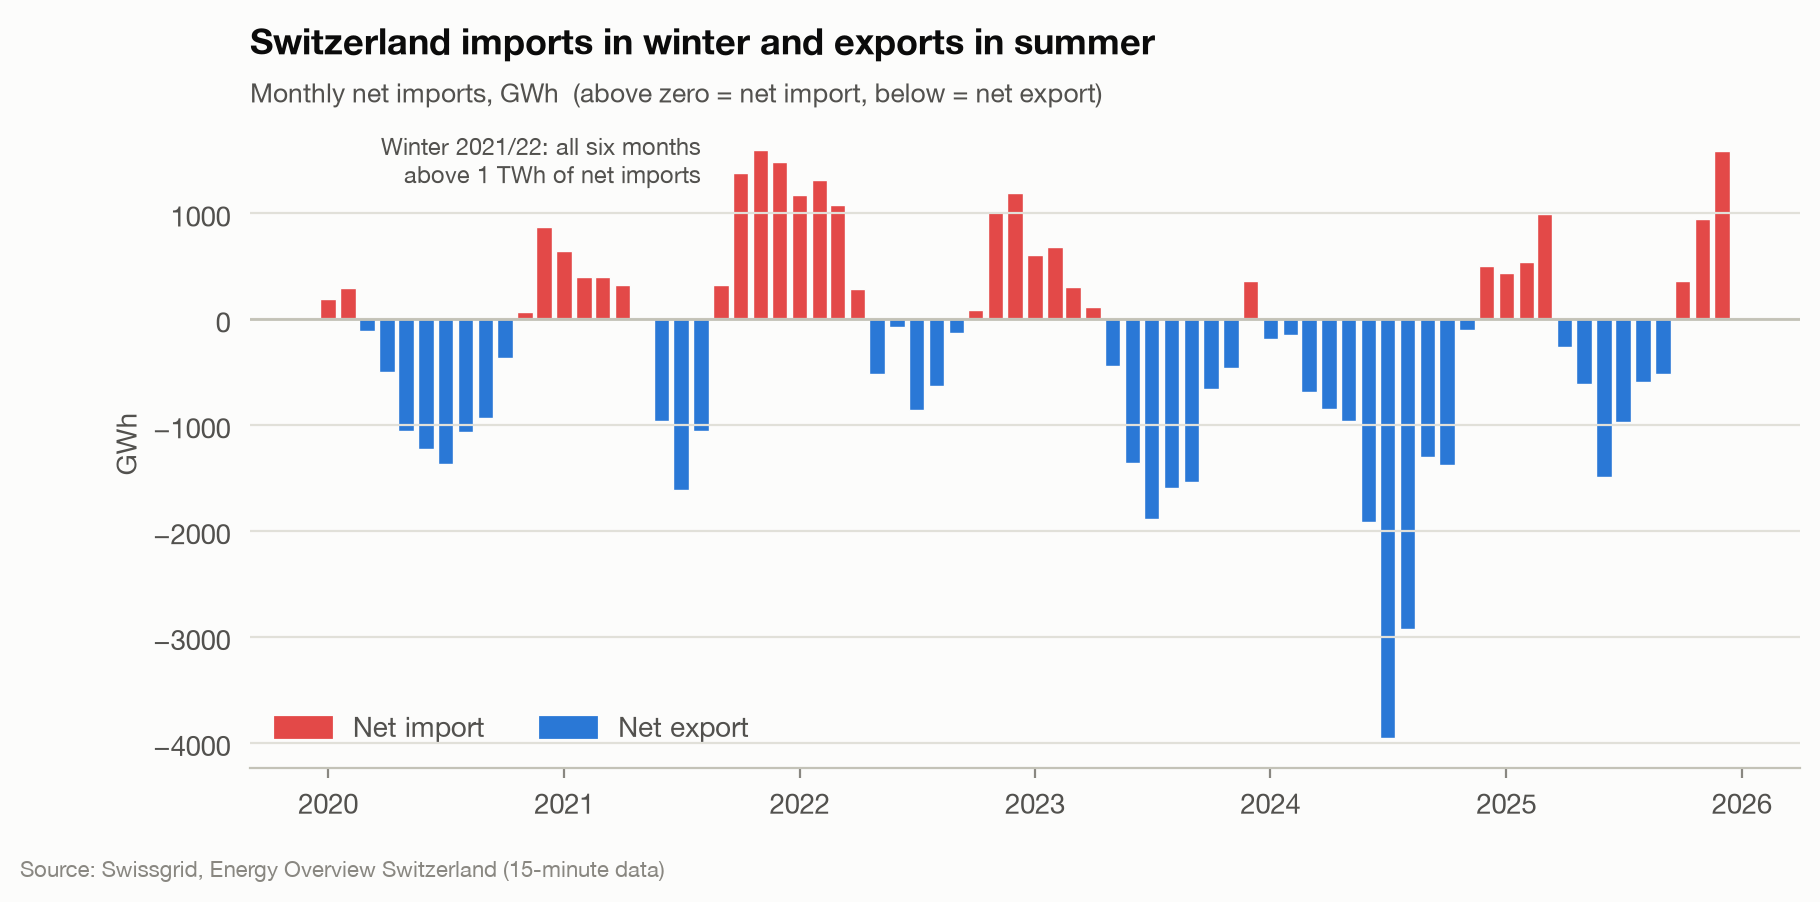 Switzerland imports in winter and exports in summer
Monthly net imports, GWh  (above zero = net import, below = net export)
Winter 2021/22: all six months
above 1 TWh of net imports
1000
0
−1000
−2000
−3000
−4000
GWh
Net import
Net export
2020
2021
2022
2023
2024
2025
2026
Source: Swissgrid, Energy Overview Switzerland (15-minute data)